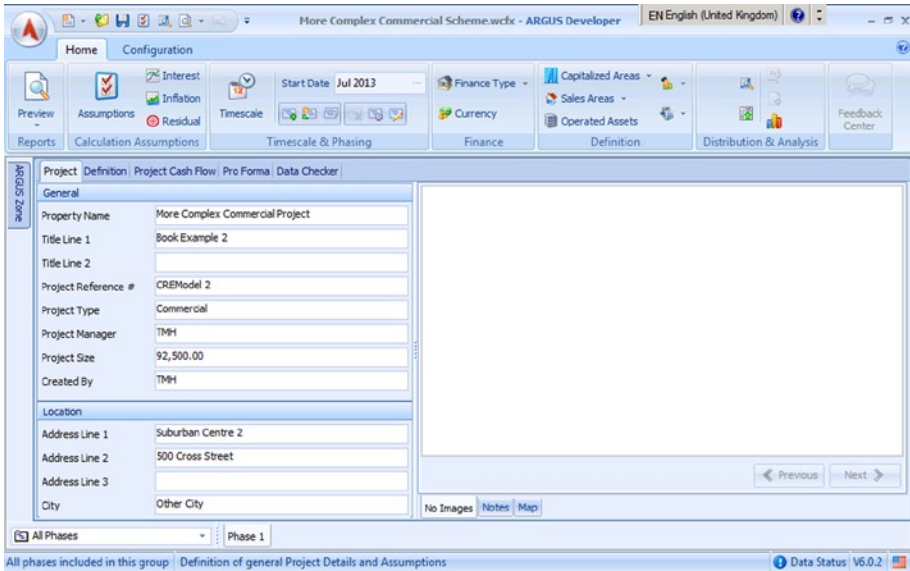 More Complex Commercial Scheme.wcfx - ARGUS Developer
EN English (United Kingdom)
Home Configuration
Preview
Reports
Assumptions
Interest
Inflation
Residual
Calculation Assumptions
Timescale
Start Date Jul 2013
Timescale & Phasing
Finance Type
Currency
Finance
Capitalized Areas
Sales Areas
Operated Assets
Definition
Distribution & Analysis
Feedback Center
ARGUS Zone
Project Definition Project Cash Flow Pro Forma Data Checker
General
Property Name More Complex Commercial Project
Title Line 1 Book Example 2
Title Line 2
Project Reference # CREModel 2
Project Type Commercial
Project Manager TMH
Project Size 92,500.00
Created By TMH
Location
Address Line 1 Suburban Centre 2
Address Line 2 500 Cross Street
Address Line 3
City Other City
Previous Next
No Images Notes Map
All Phases Phase 1
All phases included in this group Definition of general Project Details and Assumptions Data Status V6.0.2